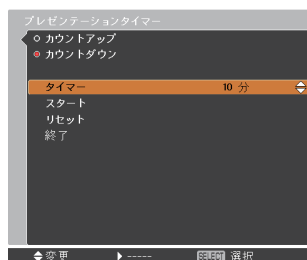 プレゼンテーションタイマー
カウントアップ
カウントダウン
タイマー 10 分
スタート
リセット
終了
変更 ----- SELECT 選択